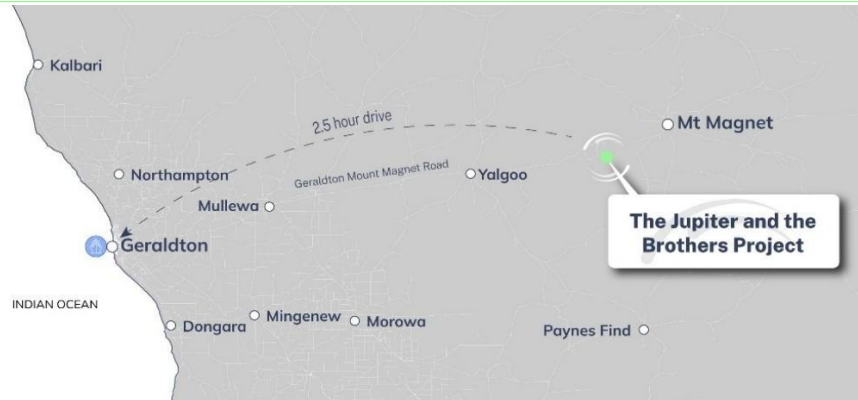 Kalbari
2.5 hour drive
Mt Magnet
Northampton
Geraldton Mount Magnet Road
Yalgoo
Mullewa
The Jupiter and the
Brothers Project
Geraldton
INDIAN OCEAN
Mingenew
Morowa
Dongara
Paynes Find